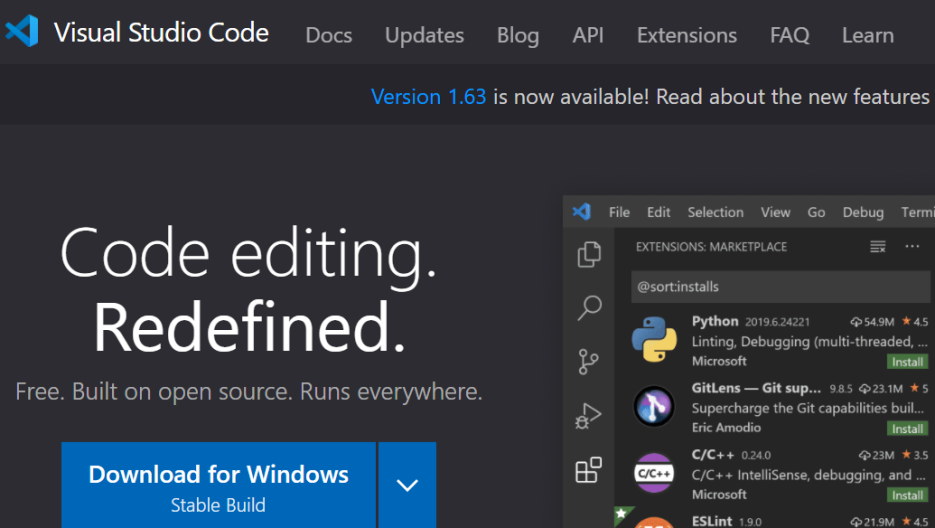 Visual Studio Code Docs Updates Blog API Extensions FAQ Learn
Version 1.63 is now available! Read about the new features
Code editing.
Redefined.
Free. Built on open source. Runs everywhere.
Download for Windows
Stable Build
File Edit Selection View Go Debug Termi
EXTENSIONS: MARKETPLACE ...
@sort:installs
Python 2019.6.24221 54.9M ★ 4.5
Linting, Debugging (multi-threaded, ...
Microsoft Install
GitLens — Git sup... 9.8.5 23.1M ★ 5
Supercharge the Git capabilities buil...
Eric Amodio Install
C/C++
C/C++ 0.24.0 23M ★ 3.5
C/C++ IntelliSense, debugging, and ...
Microsoft Install
ESLint 1.9.0 21.9M ★ 4.5